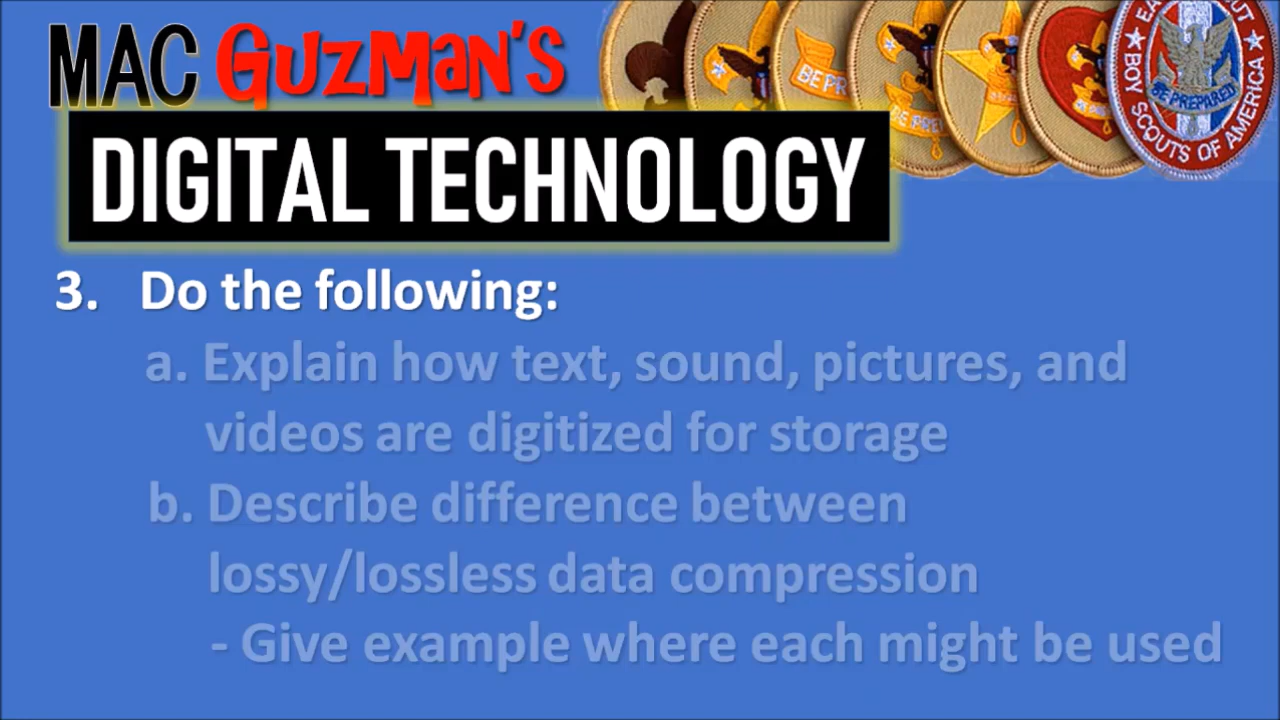 MAC GUZMAN'S
DIGITAL TECHNOLOGY
3. Do the following:
a. Explain how text, sound, pictures, and
videos are digitized for storage
b. Describe difference between
lossy/lossless data compression
- Give example where each might be used
BE PR
BE PREPARED
BOY SCOUTS OF AMERICA